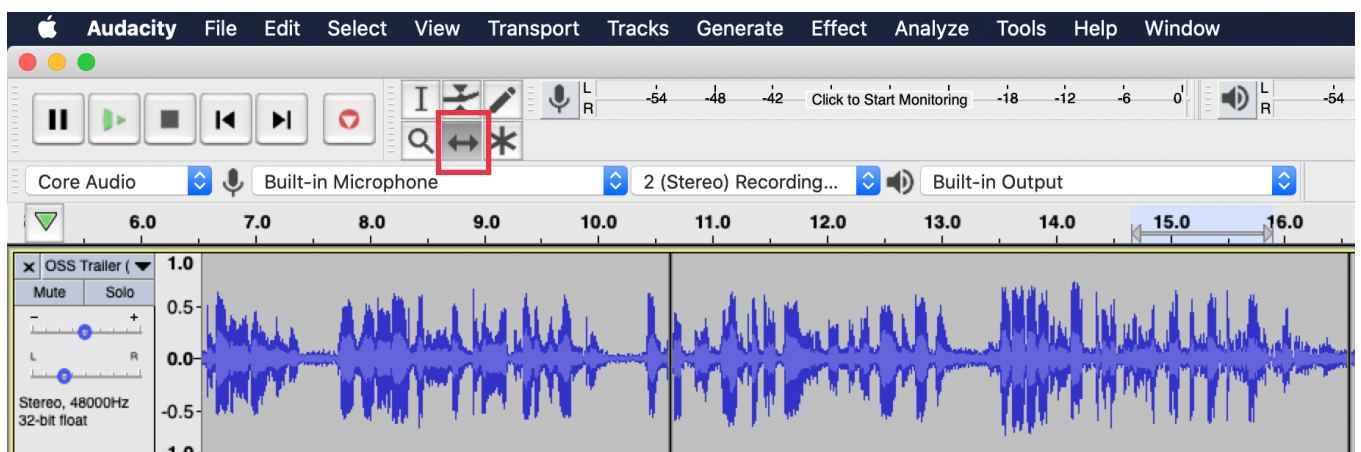 Audacity File Edit Select View Transport Tracks Generate Effect Analyze Tools Help Window
L
R
-54 -48 -42 Click to Start Monitoring -18 -12 -6 0
L
R
-54
Core Audio Built-in Microphone 2 (Stereo) Recording... Built-in Output
6.0 7.0 8.0 9.0 10.0 11.0 12.0 13.0 14.0 15.0 16.0
OSS Trailer (
Mute Solo
- +
L R
Stereo, 48000Hz
32-bit float
1.0
0.5-
0.0-
-0.5-
1.0